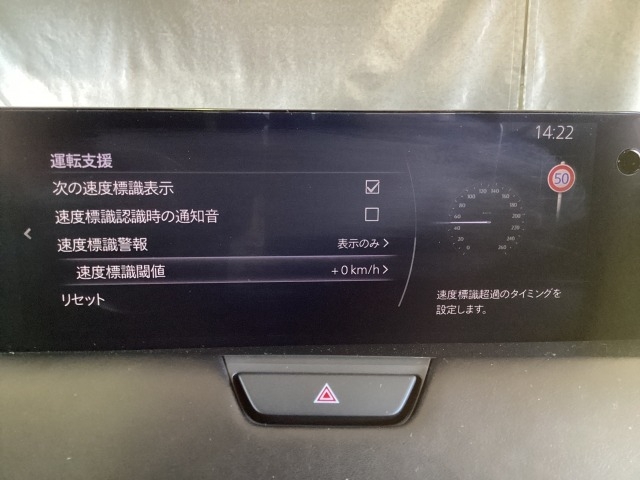 14:22
運転支援
次の速度標識表示
速度標識認識時の通知音
速度標識警報 表示のみ
速度標識閾値 +0 km/h
リセット
50
速度標識超過のタイミングを
設定します。